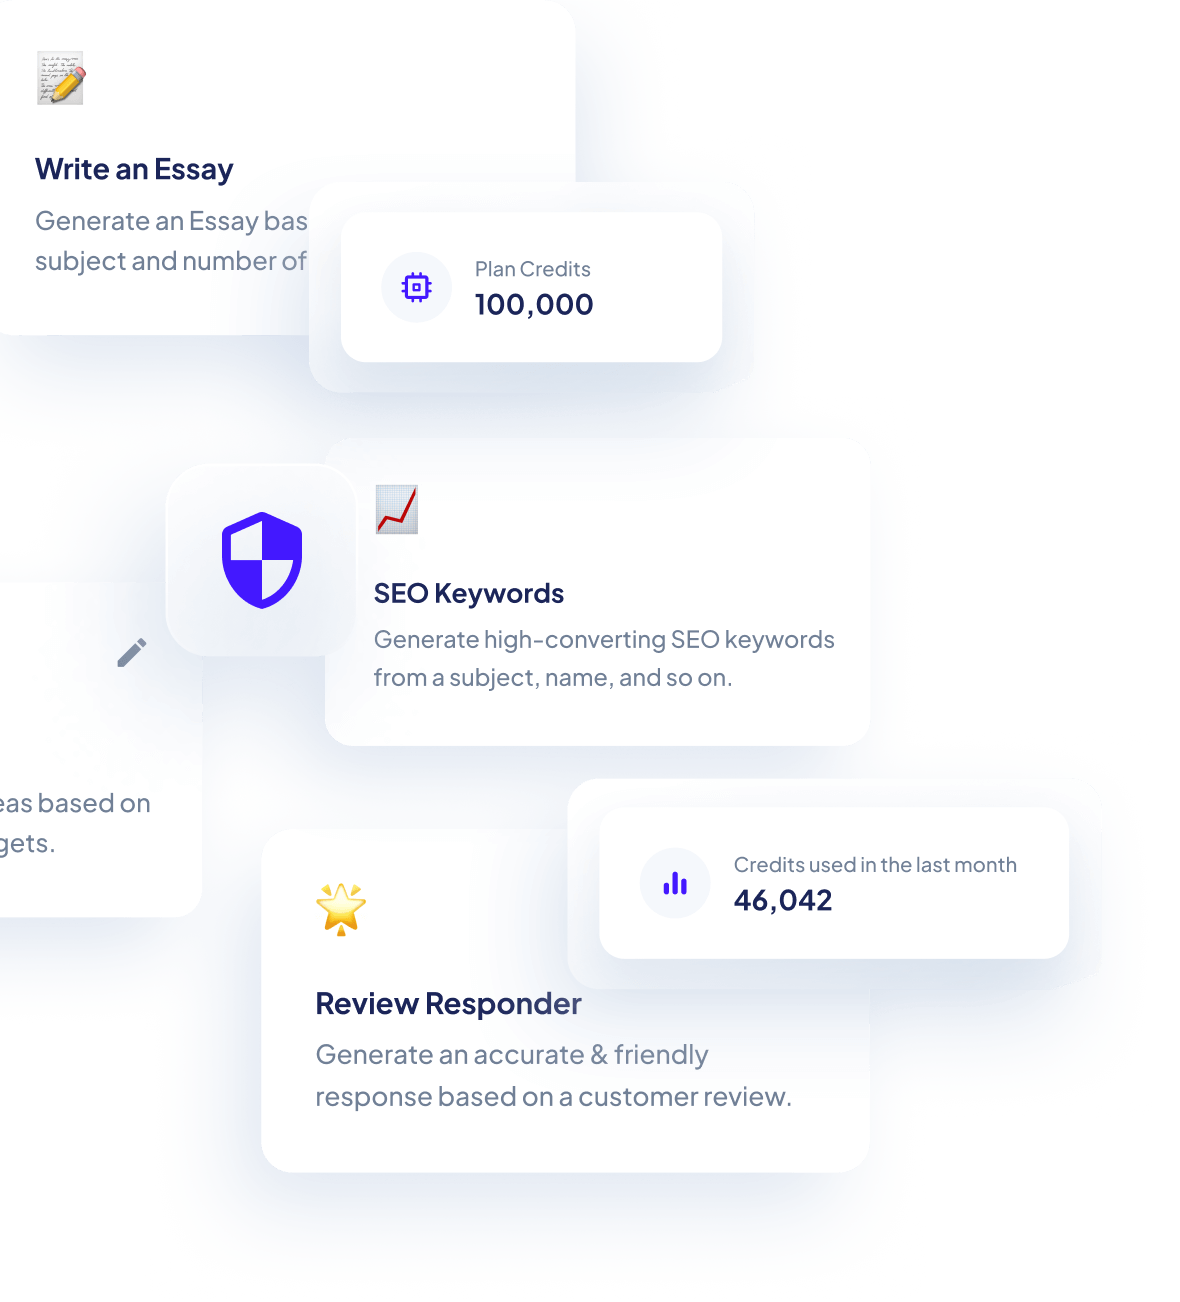 Write an Essay
Generate an Essay bas
subject and number of
Plan Credits
100,000
SEO Keywords
Generate high-converting SEO keywords
from a subject, name, and so on.
eas based on
gets.
Credits used in the last month
46,042
Review Responder
Generate an accurate & friendly
response based on a customer review.